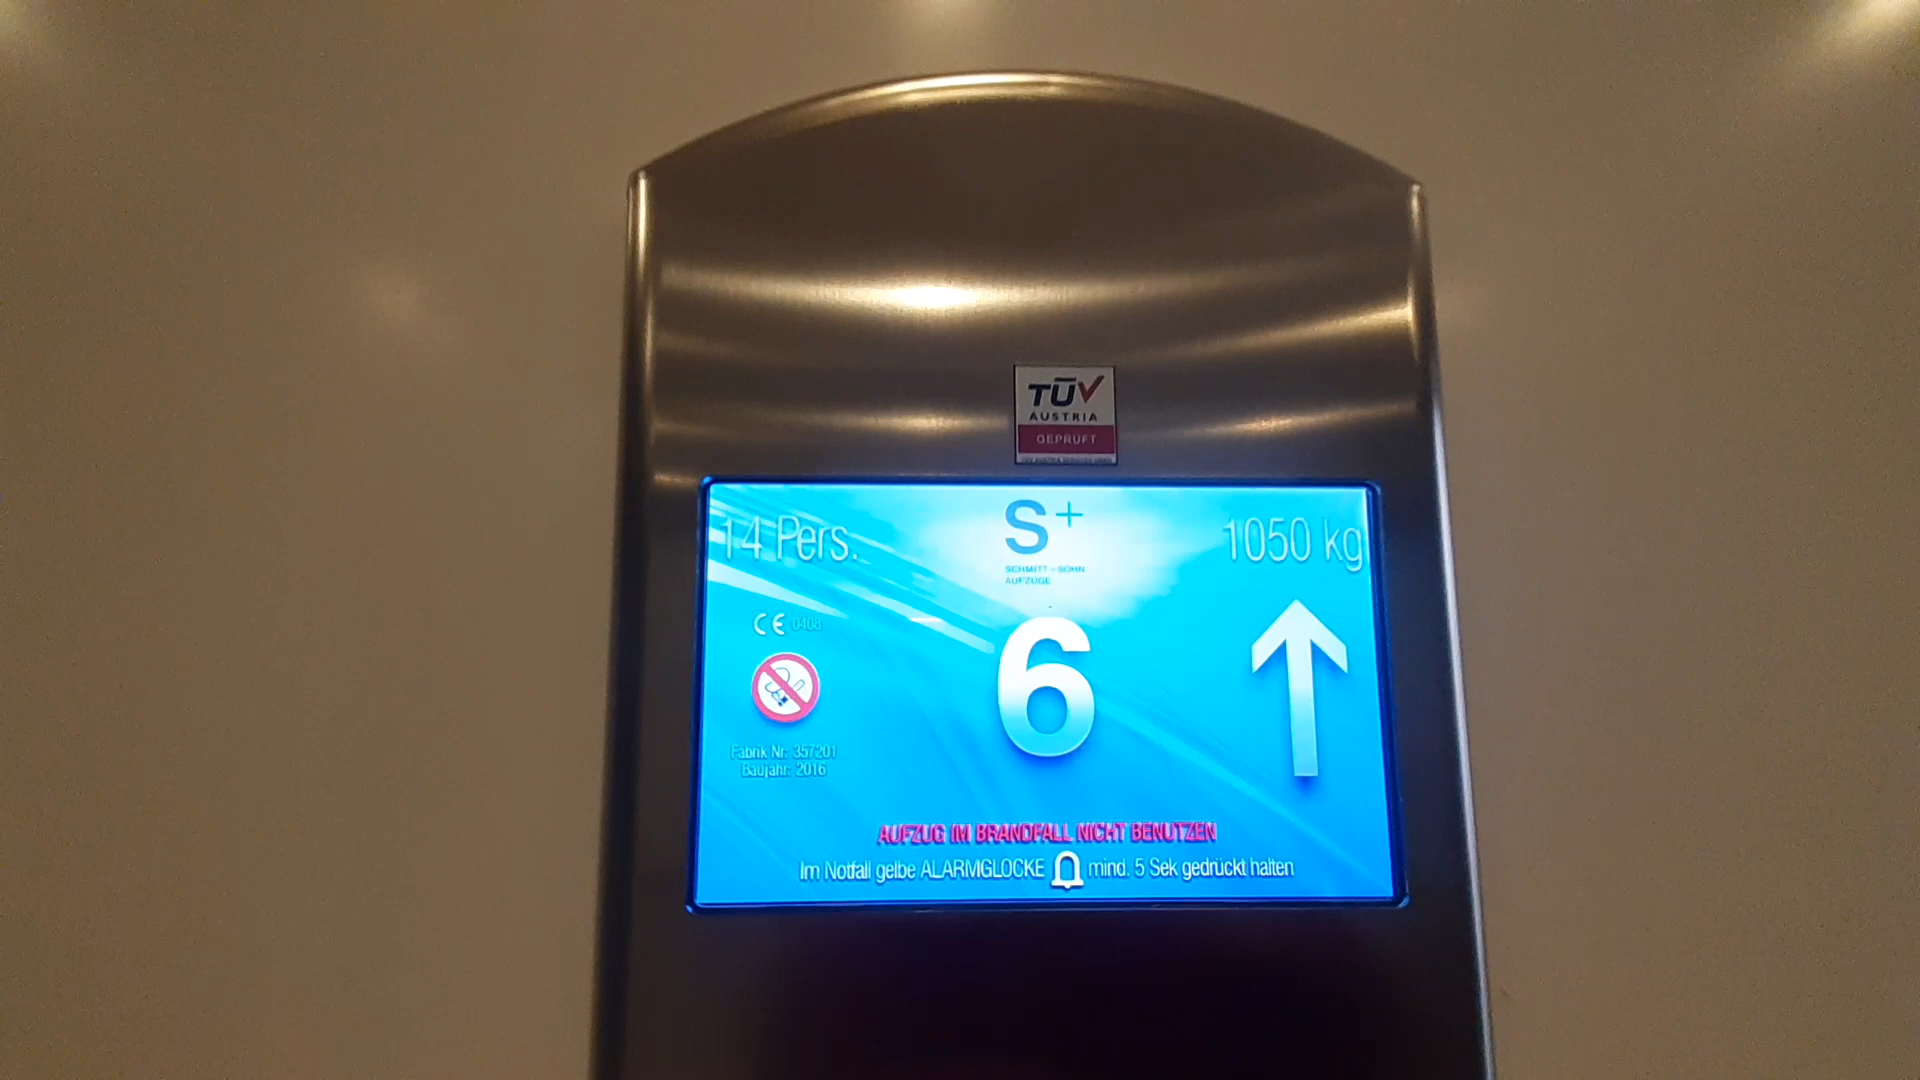 TÜV
AUSTRIA
GEPRÜFT
14 Pers.
S+
1050 kg
SCHMITT + SOHN
AUFZÜGE
CE 0408
6
Fabrik Nr: 357201
Baujahr: 2016
AUFZUG IM BRANDFALL NICHT BENUTZEN
Im Notfall gelbe ALARMGLOCKE mind. 5 Sek gedrückt halten